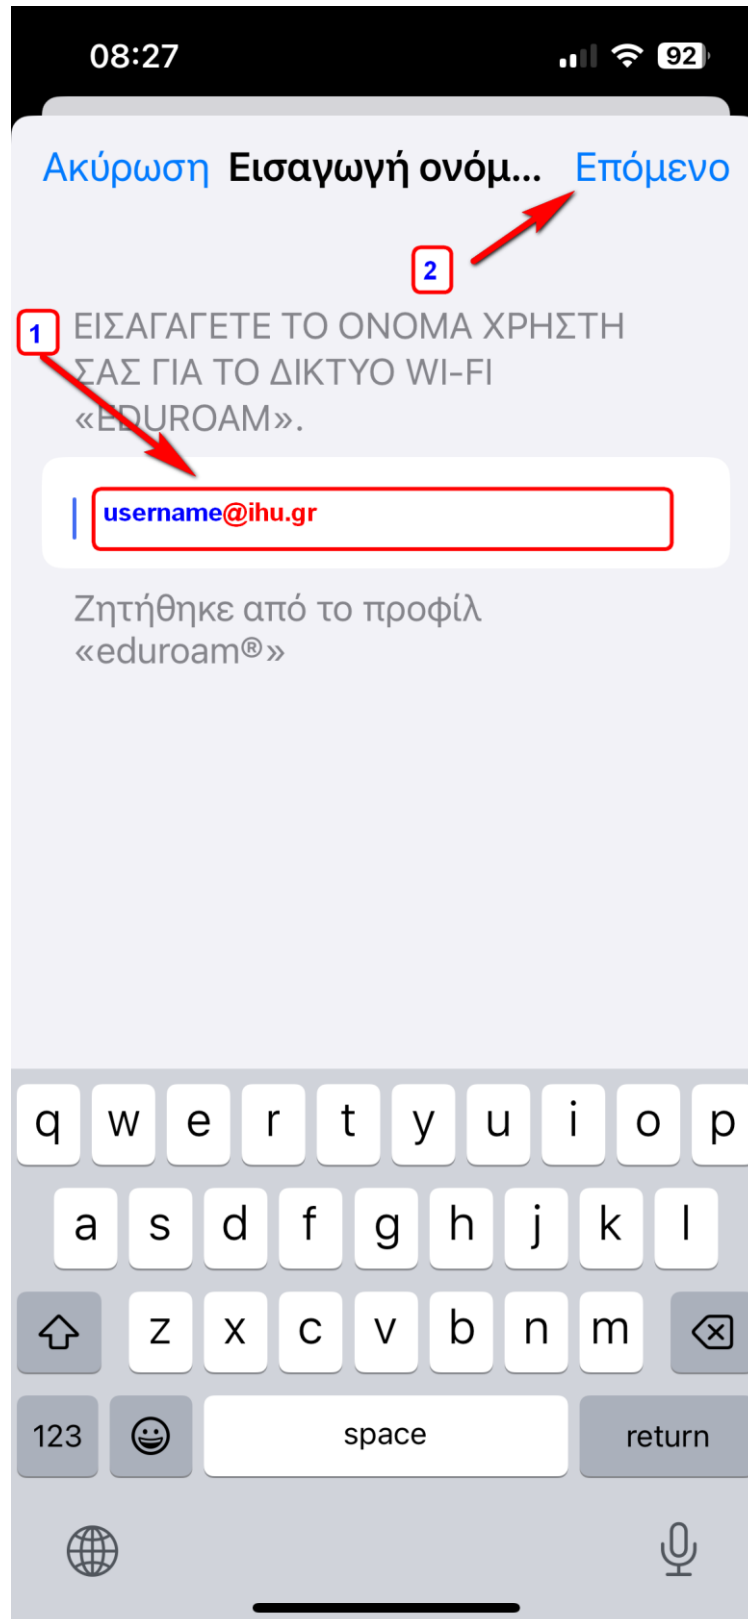 08:27
92
Ακύρωση Εισαγωγή ονόμ... Επόμενο
2
1
ΕΙΣΑΓΑΓΕΤΕ ΤΟ ΟΝΟΜΑ ΧΡΗΣΤΗ
ΣΑΣ ΓΙΑ ΤΟ ΔΙΚΤΥΟ WI-FI
«EDUROAM».
username@ihu.gr
Ζητήθηκε από το προφίλ
«eduroam®»
q w e r t y u i o p
a s d f g h j k l
z x c v b n m
123 space return